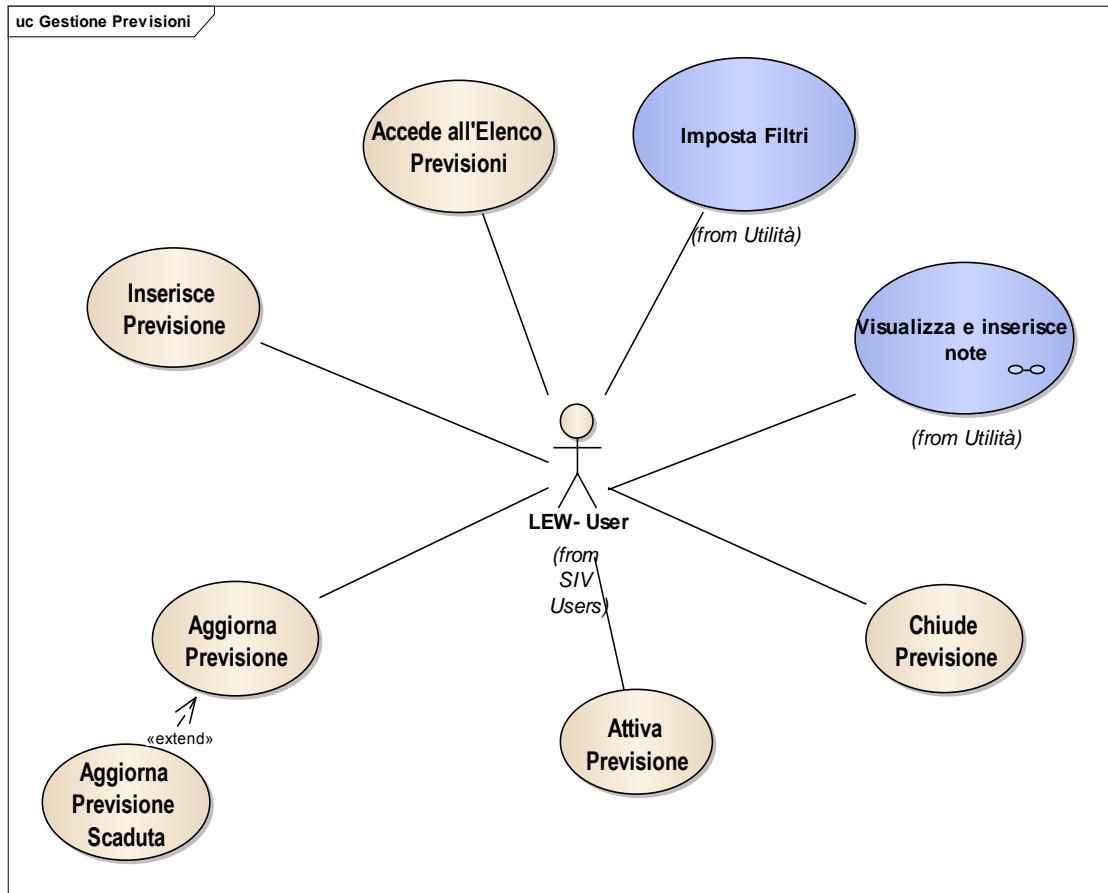 uc Gestione Previsioni
Accede all'Elenco
Previsioni
Imposta Filtri
(from Utilità)
Inserisce
Previsione
Visualizza e inserisce
note
(from Utilità)
LEW- User
(from
SIV
Users)
Aggiorna
Previsione
Chiude
Previsione
«extend»
Attiva
Previsione
Aggiorna
Previsione
Scaduta